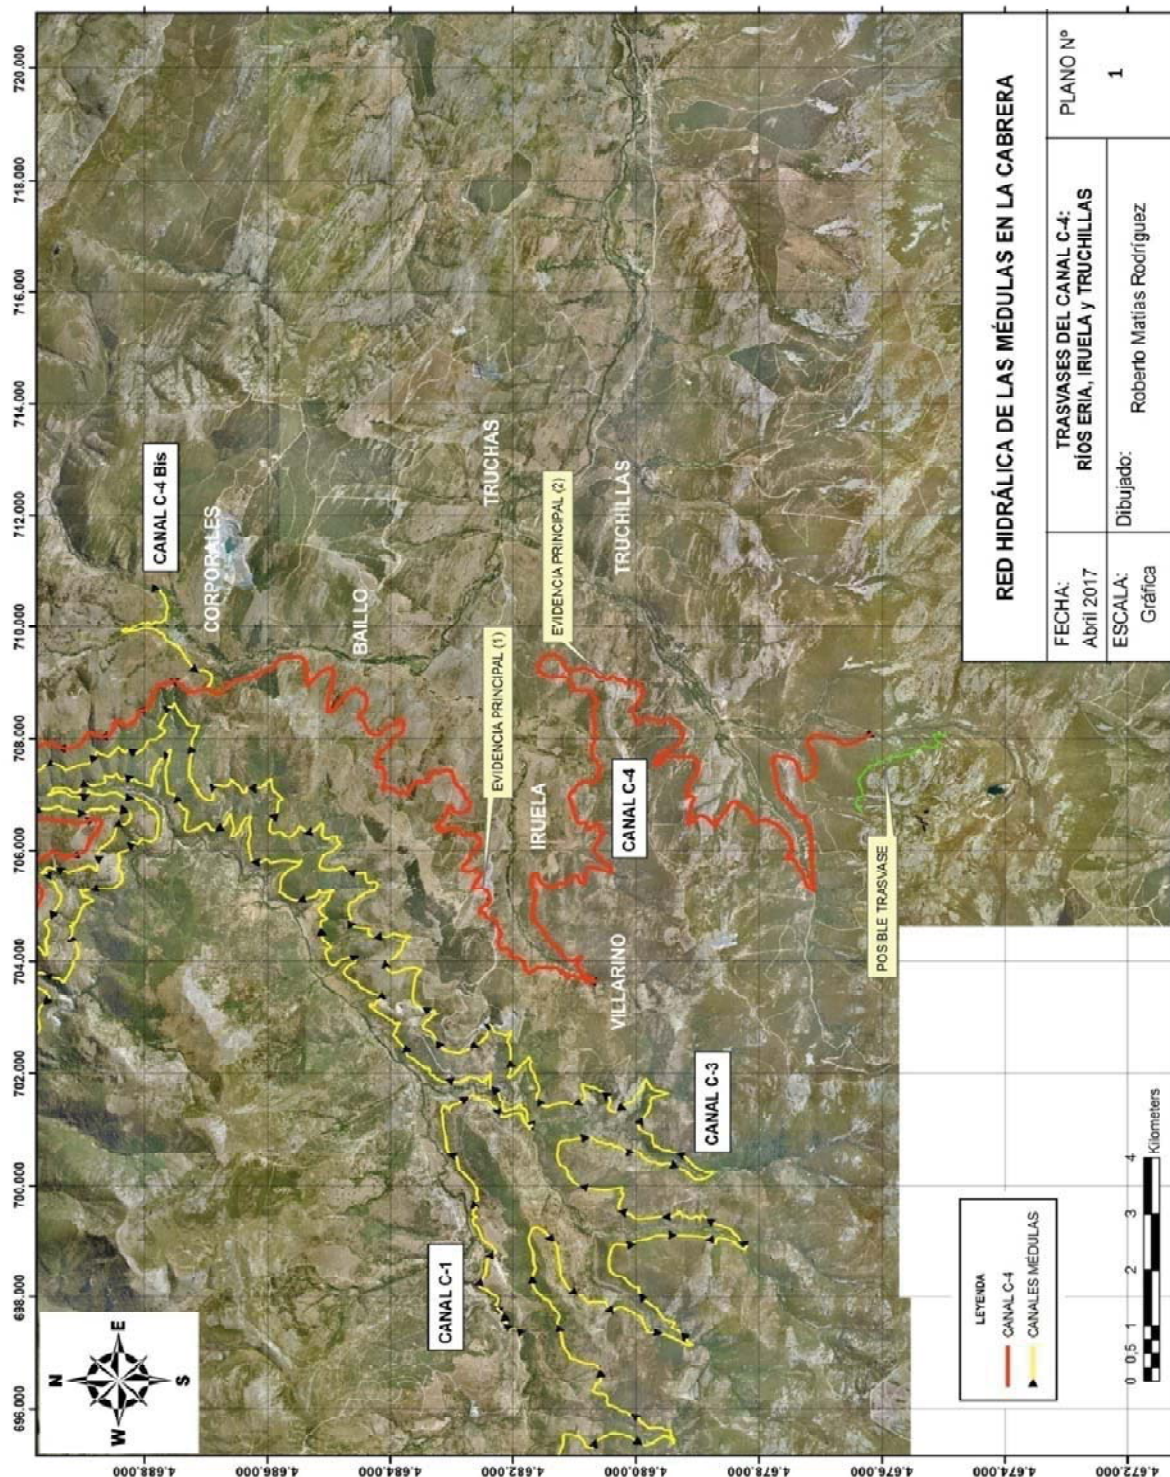 696.000
698.000
700.000
702.000
704.000
706.000
708.000
710.000
712.000
714.000
716.000
718.000
720.000
4.688.000
4.686.000
4.684.000
4.682.000
4.680.000
4.678.000
4.676.000
4.674.000
4.672.000
N
W
E
S
CANAL C-4 Bis
CORPORALES
BAILLO
CANAL C-1
EVIDENCIA PRINCIPAL (1)
TRUCHAS
IRUELA
EVIDENCIA PRINCIPAL (2)
VILLARINO
CANAL C-4
TRUCHILLAS
CANAL C-3
POSIBLE TRASVASE
LEYENDA
CANAL C-4
CANALES MÉDULAS
0 0,5 1 2 3 4
Kilometers
RED HIDRÁLICA DE LAS MÉDULAS EN LA CABRERA
FECHA:
Abril 2017
TRASVASES DEL CANAL C-4:
RÍOS ERIA, IRUELA y TRUCHILLAS
PLANO Nº
1
ESCALA:
Gráfica
Dibujado:
Roberto Matías Rodríguez